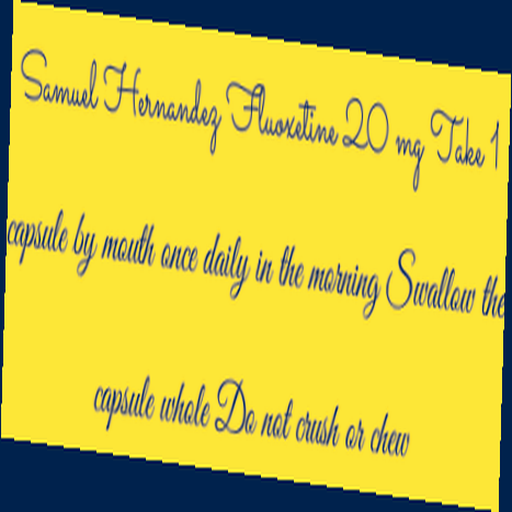 Samuel Hernandez Fluoxetine 20 mg Take 1
capsule by mouth once daily in the morning Swallow the
capsule whole Do not crush or chew